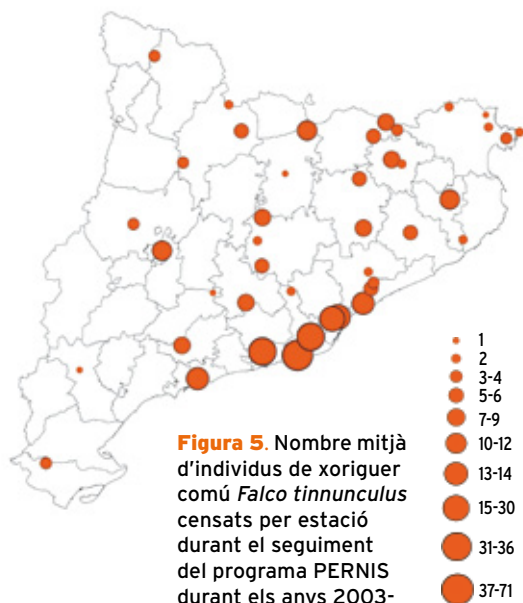 Figura 5. Nombre mitjà
d'individus de xoriguer
comú Falco tinnunculus
censats per estació
durant el seguiment
del programa PERNIS
durant els anys 2003-
1
2
3-4
5-6
7-9
10-12
13-14
15-30
31-36
37-71